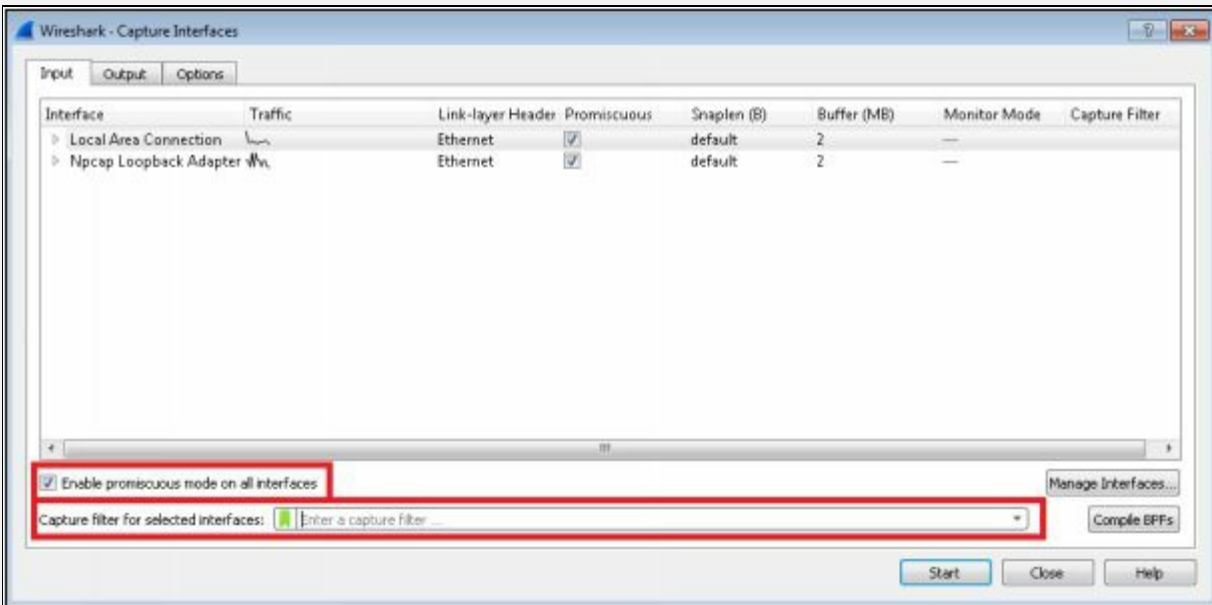 Wireshark - Capture Interfaces
Input Output Options
Interface Traffic Link-layer Header Promiscuous Snaplen (B) Buffer (MB) Monitor Mode Capture Filter
Local Area Connection Ethernet default 2 —
Npcap Loopback Adapter Ethernet default 2 —
Enable promiscuous mode on all interfaces Manage Interfaces...
Capture filter for selected interfaces: Enter a capture filter ... Compile BPFs
Start Close Help